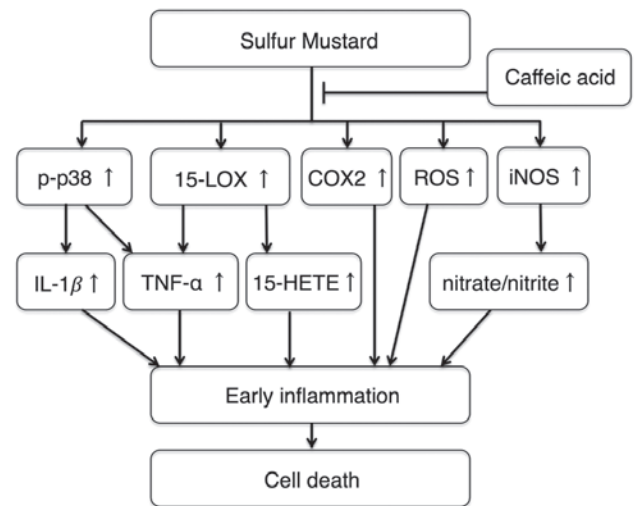 Sulfur Mustard
Caffeic acid
p-p38 ↑
15-LOX ↑
COX2 ↑
ROS ↑
iNOS ↑
IL-1β ↑
TNF-α ↑
15-HETE ↑
nitrate/nitrite ↑
Early inflammation
Cell death